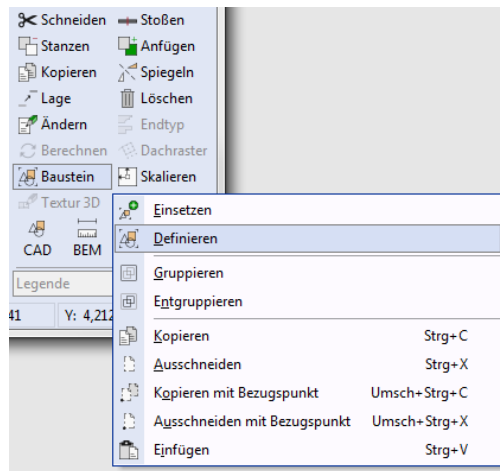 Schneiden Stoßen
Stanzen Anfügen
Kopieren Spiegeln
Lage Löschen
Ändern Endtyp
Berechnen Dachraster
Baustein Skalieren
Textur 3D
CAD BEM
Legende
41 Y: 4,212
Einsetzen
Definieren
Gruppieren
Entgruppieren
Kopieren Strg+C
Ausschneiden Strg+X
Kopieren mit Bezugspunkt Umsch+Strg+C
Ausschneiden mit Bezugspunkt Umsch+Strg+X
Einfügen Strg+V